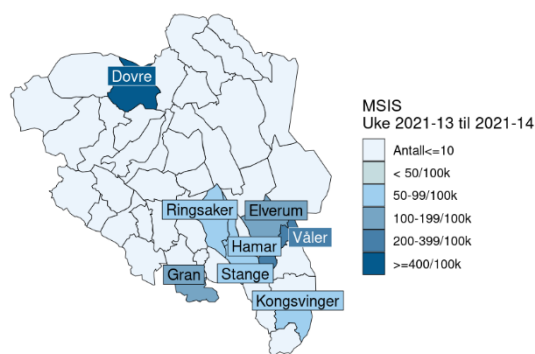 Dovre
Ringsaker
Elverum
Hamar
Våler
Gran
Stange
Kongsvinger
MSIS
Uke 2021-13 til 2021-14
Antall<=10
< 50/100k
50-99/100k
100-199/100k
200-399/100k
>=400/100k